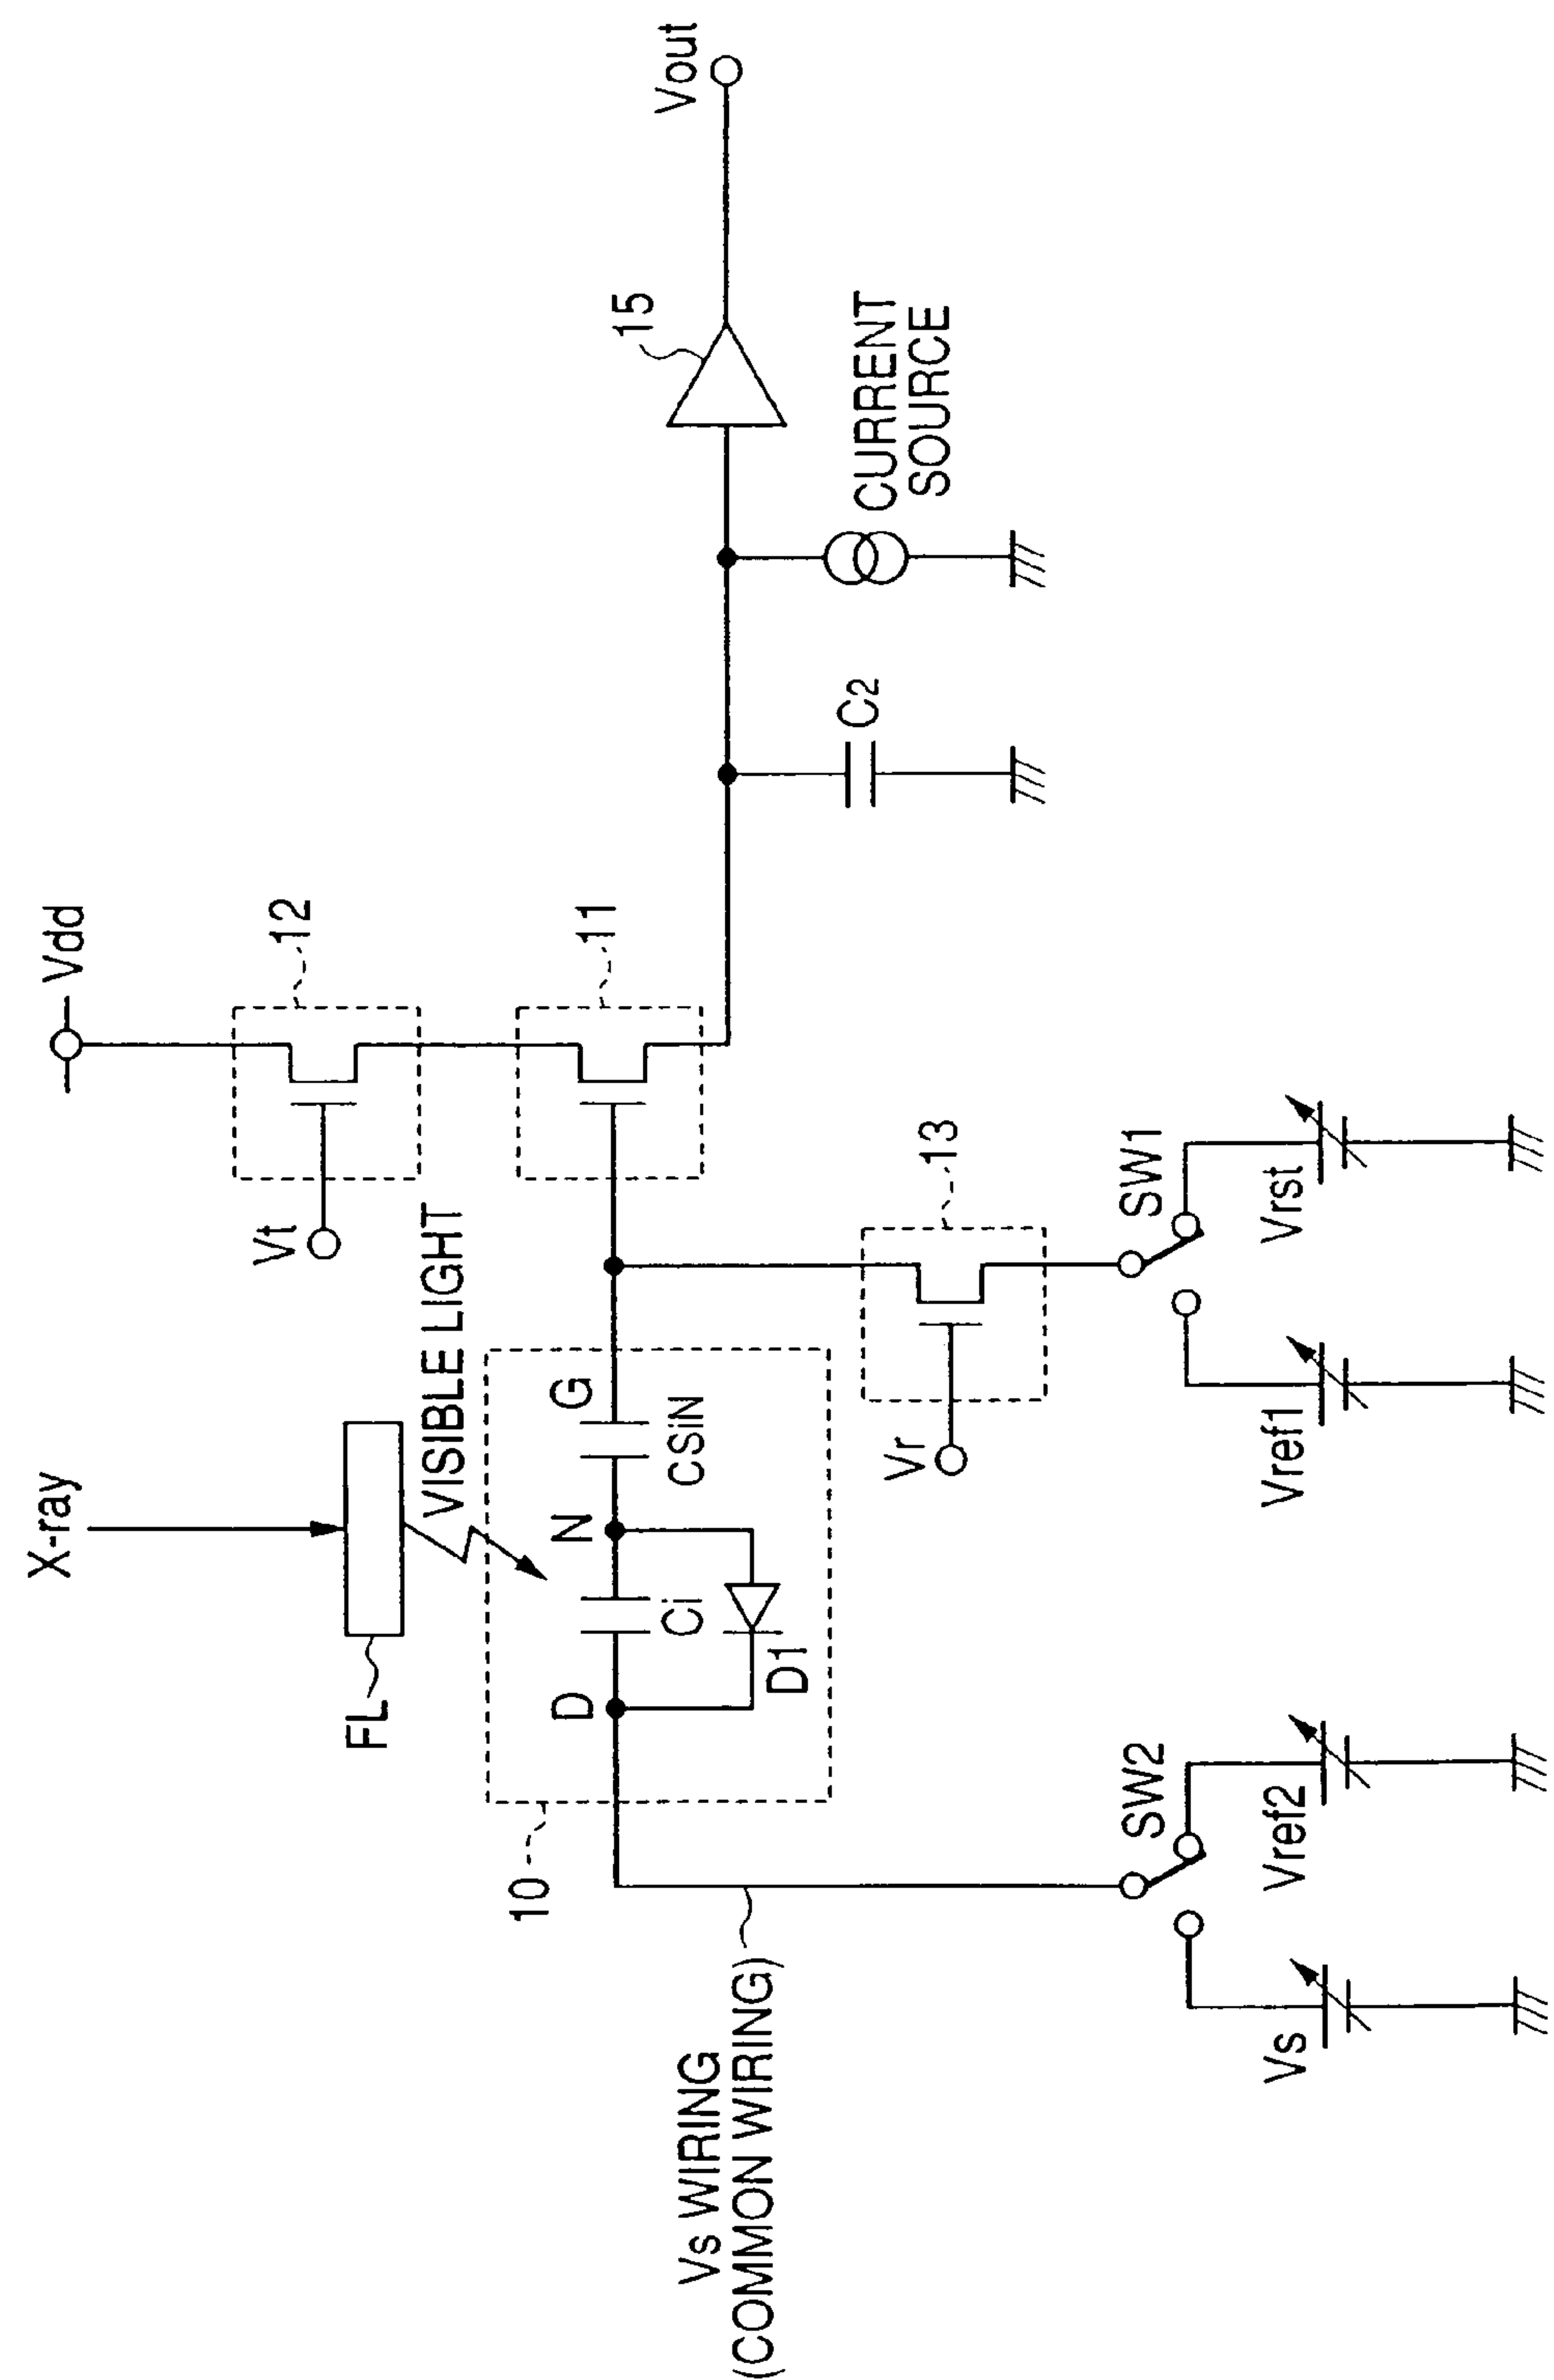 X-ray
FL
VISIBLE LIGHT
Vdd
12
Vt
11
10
D
N
G
Ci
CSiN
D1
13
Vr
15
Vout
C2
CURRENT
SOURCE
Vs WIRING
(COMMON WIRING)
SW2
Vs
Vref2
SW1
Vref1
Vrst